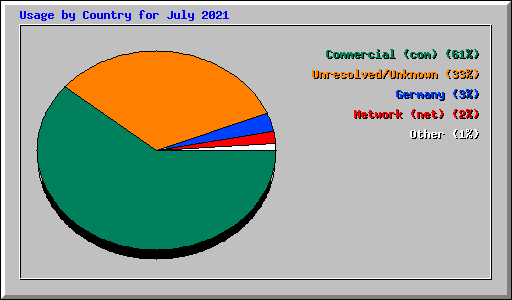 Usage by Country for July 2021
Commercial (com) (61%)
Unresolved/Unknown (33%)
Germany (3%)
Network (net) (2%)
Other (1%)